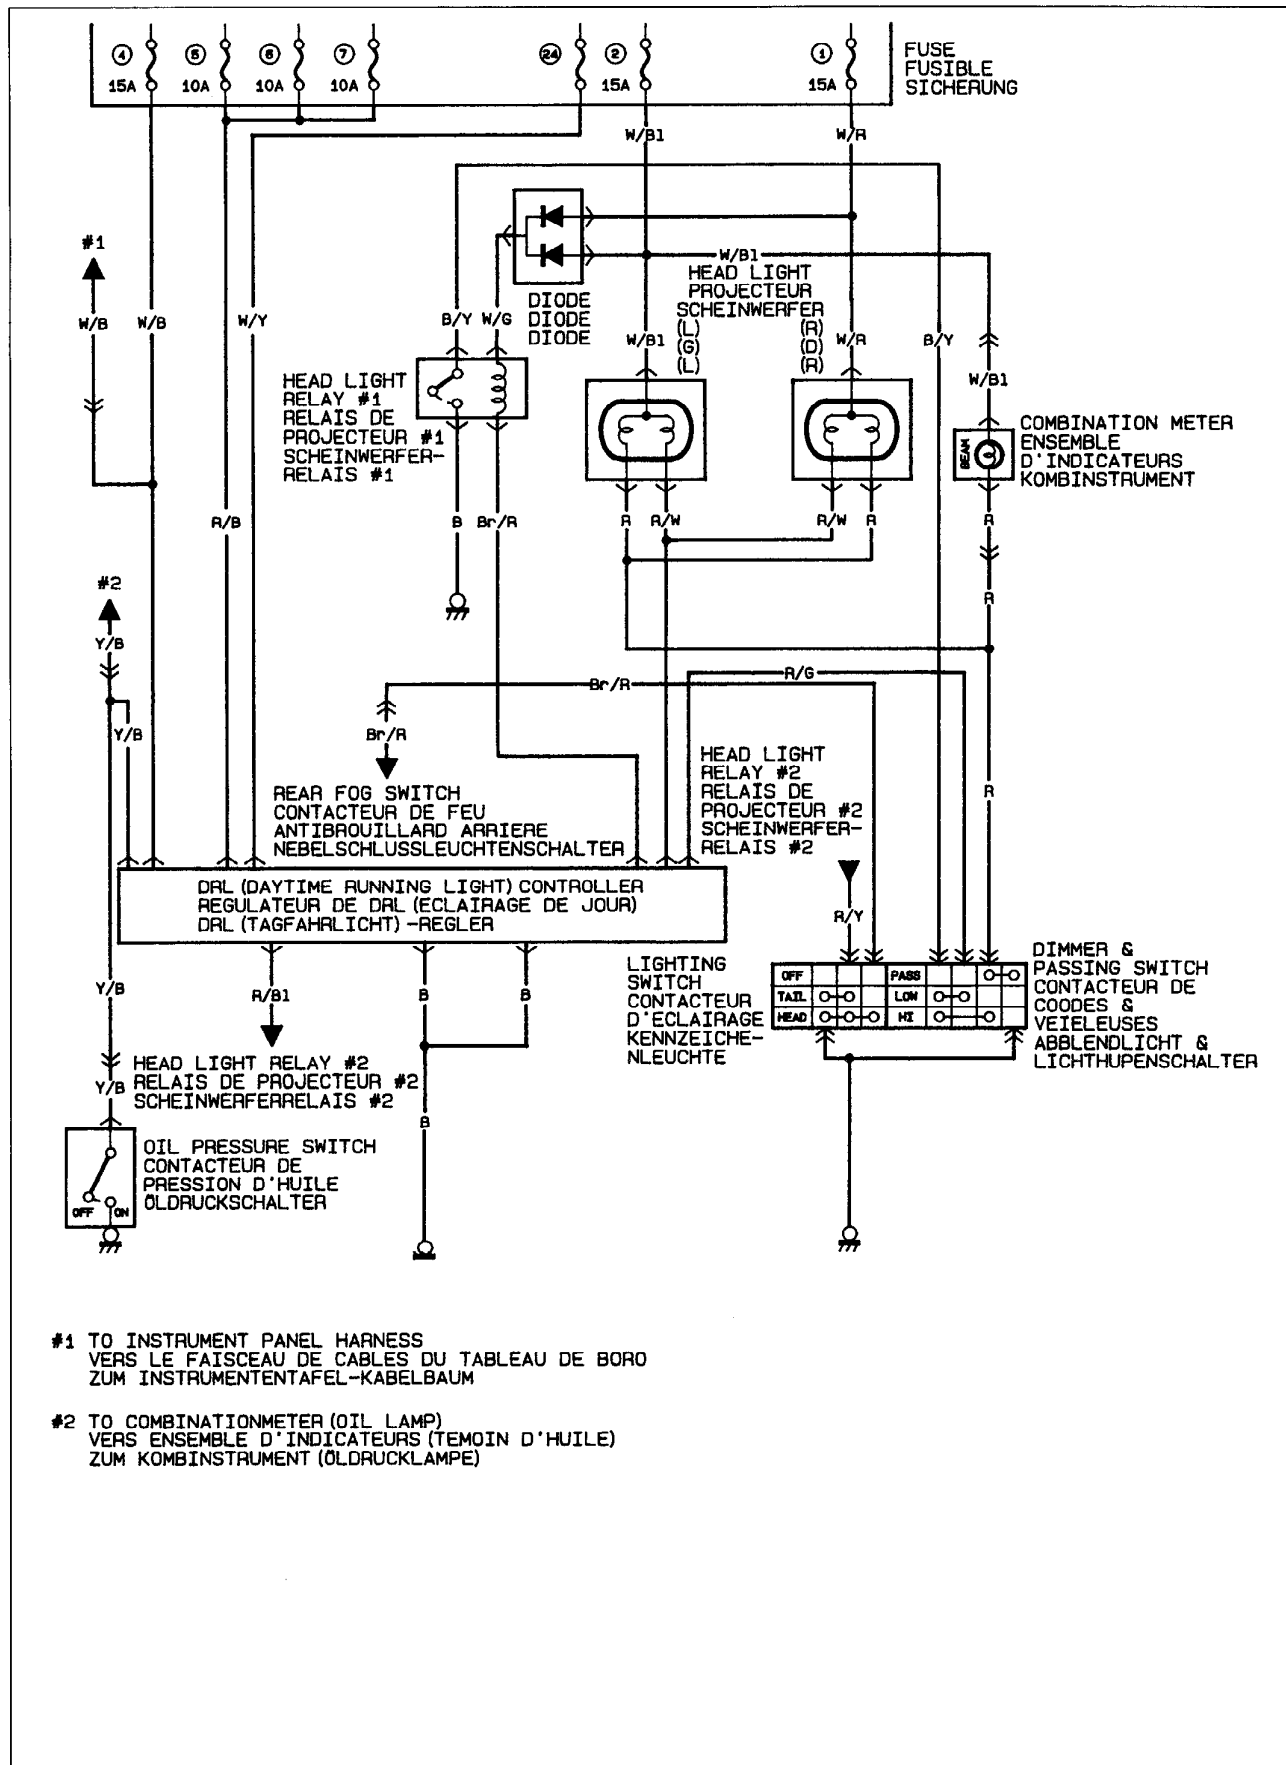 4 5 6 7 24 2 1
15A 10A 10A 10A 15A 15A
FUSE
FUSIBLE
SICHERUNG
W/Bl W/R
#1
W/B W/B W/Y B/Y W/G
DIODE
DIODE
DIODE
W/Bl
HEAD LIGHT
PROJECTEUR
SCHEINWERFER
(L) (R)
(G) (D)
(L) (R)
W/Bl W/R B/Y
W/Bl
HEAD LIGHT
RELAY #1
RELAIS DE
PROJECTEUR #1
SCHEINWERFER-
RELAIS #1
BEAM
COMBINATION METER
ENSEMBLE
D'INDICATEURS
KOMBINSTRUMENT
R/B B Br/R R R/W R/W R R
R
#2
Y/B
Y/B
R/G
Br/R
Br/R
REAR FOG SWITCH
CONTACTEUR DE FEU
ANTIBROUILLARD ARRIERE
NEBELSCHLUSSLEUCHTENSCHALTER
HEAD LIGHT
RELAY #2
RELAIS DE
PROJECTEUR #2
SCHEINWERFER-
RELAIS #2
R
R/Y
DRL (DAYTIME RUNNING LIGHT) CONTROLLER
REGULATEUR DE DRL (ECLAIRAGE DE JOUR)
DRL (TAGFAHRLICHT) -REGLER
Y/B R/Bl B B
LIGHTING
SWITCH
CONTACTEUR
D'ECLAIRAGE
KENNZEICHE-
NLEUCHTE
OFF PASS
TAIL LOW
HEAD HI
DIMMER &
PASSING SWITCH
CONTACTEUR DE
COODES &
VEIELEUSES
ABBLENDLICHT &
LICHTHUPENSCHALTER
HEAD LIGHT RELAY #2
RELAIS DE PROJECTEUR #2
SCHEINWERFERRELAIS #2
Y/B
B
OIL PRESSURE SWITCH
CONTACTEUR DE
PRESSION D'HUILE
ÖLDRUCKSCHALTER
OFF ON
#1 TO INSTRUMENT PANEL HARNESS
VERS LE FAISCEAU DE CABLES DU TABLEAU DE BORO
ZUM INSTRUMENTENTAFEL-KABELBAUM
#2 TO COMBINATIONMETER (OIL LAMP)
VERS ENSEMBLE D'INDICATEURS (TEMOIN D'HUILE)
ZUM KOMBINSTRUMENT (ÖLDRUCKLAMPE)